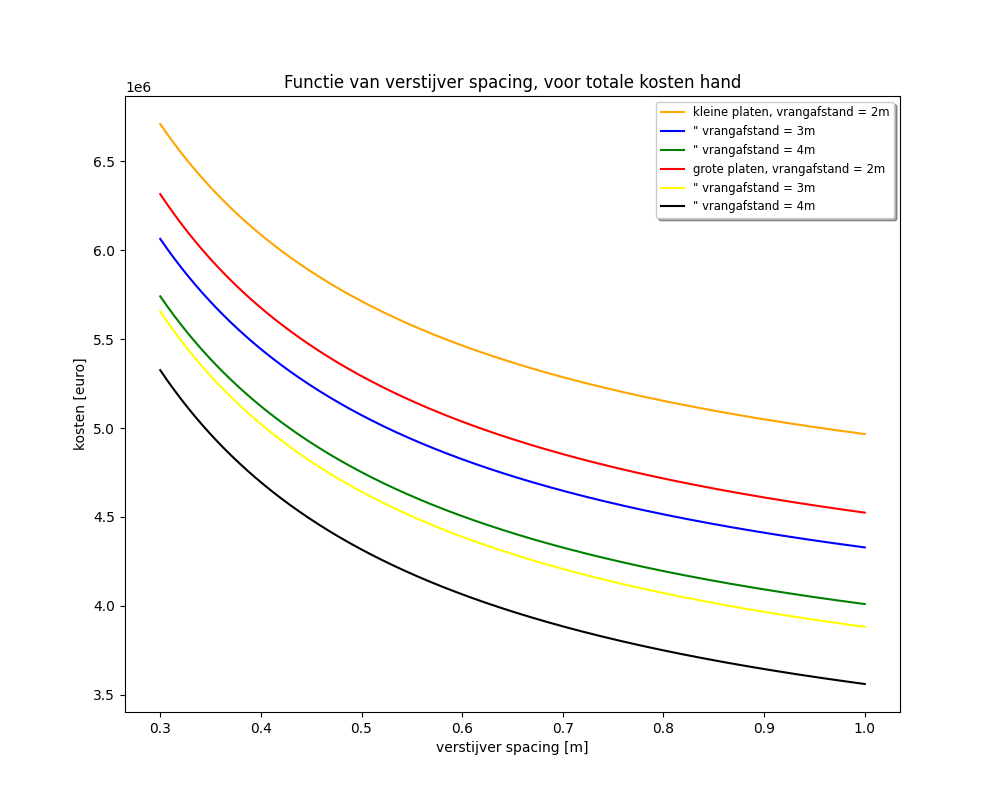 Functie van verstijver spacing, voor totale kosten hand
1e6
kleine platen, vrangafstand = 2m
" vrangafstand = 3m
" vrangafstand = 4m
grote platen, vrangafstand = 2m
" vrangafstand = 3m
" vrangafstand = 4m
6.5
6.0
5.5
5.0
4.5
4.0
3.5
kosten [euro]
0.3 0.4 0.5 0.6 0.7 0.8 0.9 1.0
verstijver spacing [m]